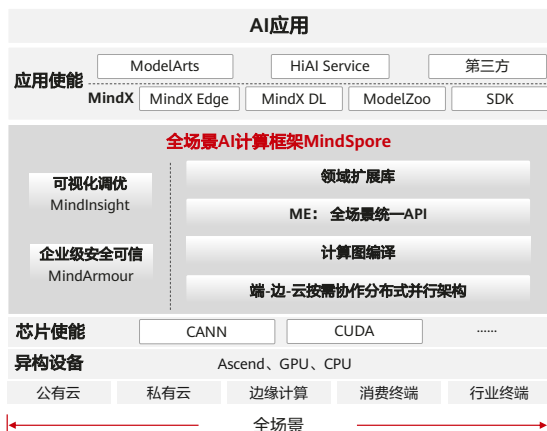 AI应用
应用使能
ModelArts
HiAI Service
第三方
MindX
MindX Edge
MindX DL
ModelZoo
SDK
全场景AI计算框架MindSpore
可视化调优
MindInsight
企业级安全可信
MindArmour
领域扩展库
ME： 全场景统一API
计算图编译
端-边-云按需协作分布式并行架构
芯片使能
CANN
CUDA
......
异构设备
Ascend、GPU、CPU
公有云
私有云
边缘计算
消费终端
行业终端
全场景